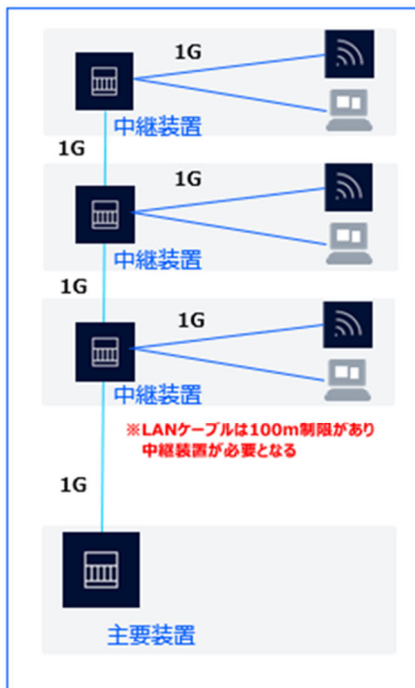 1G
中継装置
1G
1G
中継装置
1G
1G
中継装置
※LANケーブルは100m制限があり
中継装置が必要となる
1G
主要装置